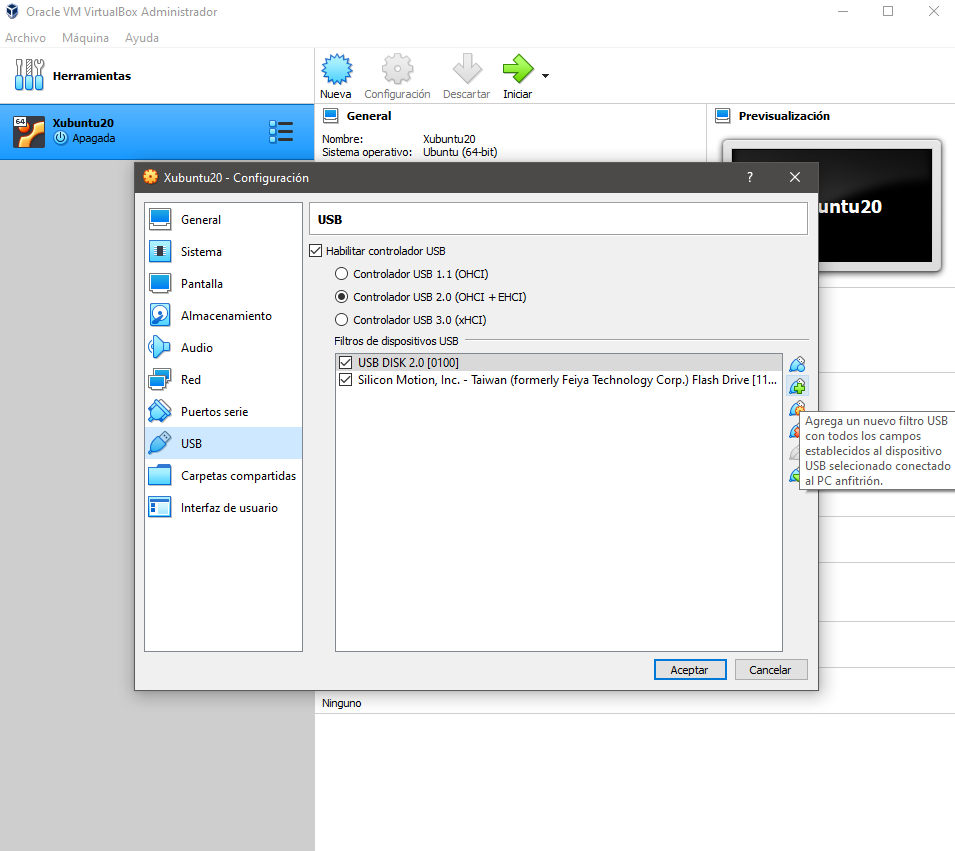 Oracle VM VirtualBox Administrador
Archivo Máquina Ayuda
Herramientas
Nueva Configuración Descartar Iniciar
64 Xubuntu20
Apagada
General
Nombre: Xubuntu20
Sistema operativo: Ubuntu (64-bit)
Previsualización
untu20
Xubuntu20 - Configuración ?
General
Sistema
Pantalla
Almacenamiento
Audio
Red
Puertos serie
USB
Carpetas compartidas
Interfaz de usuario
USB
Habilitar controlador USB
Controlador USB 1.1 (OHCI)
Controlador USB 2.0 (OHCI + EHCI)
Controlador USB 3.0 (xHCI)
Filtros de dispositivos USB
USB DISK 2.0 [0100]
Silicon Motion, Inc. - Taiwan (formerly Feiya Technology Corp.) Flash Drive [11...
Agrega un nuevo filtro USB
con todos los campos
establecidos al dispositivo
USB selecionado conectado
al PC anfitrión.
Aceptar Cancelar
Ninguno